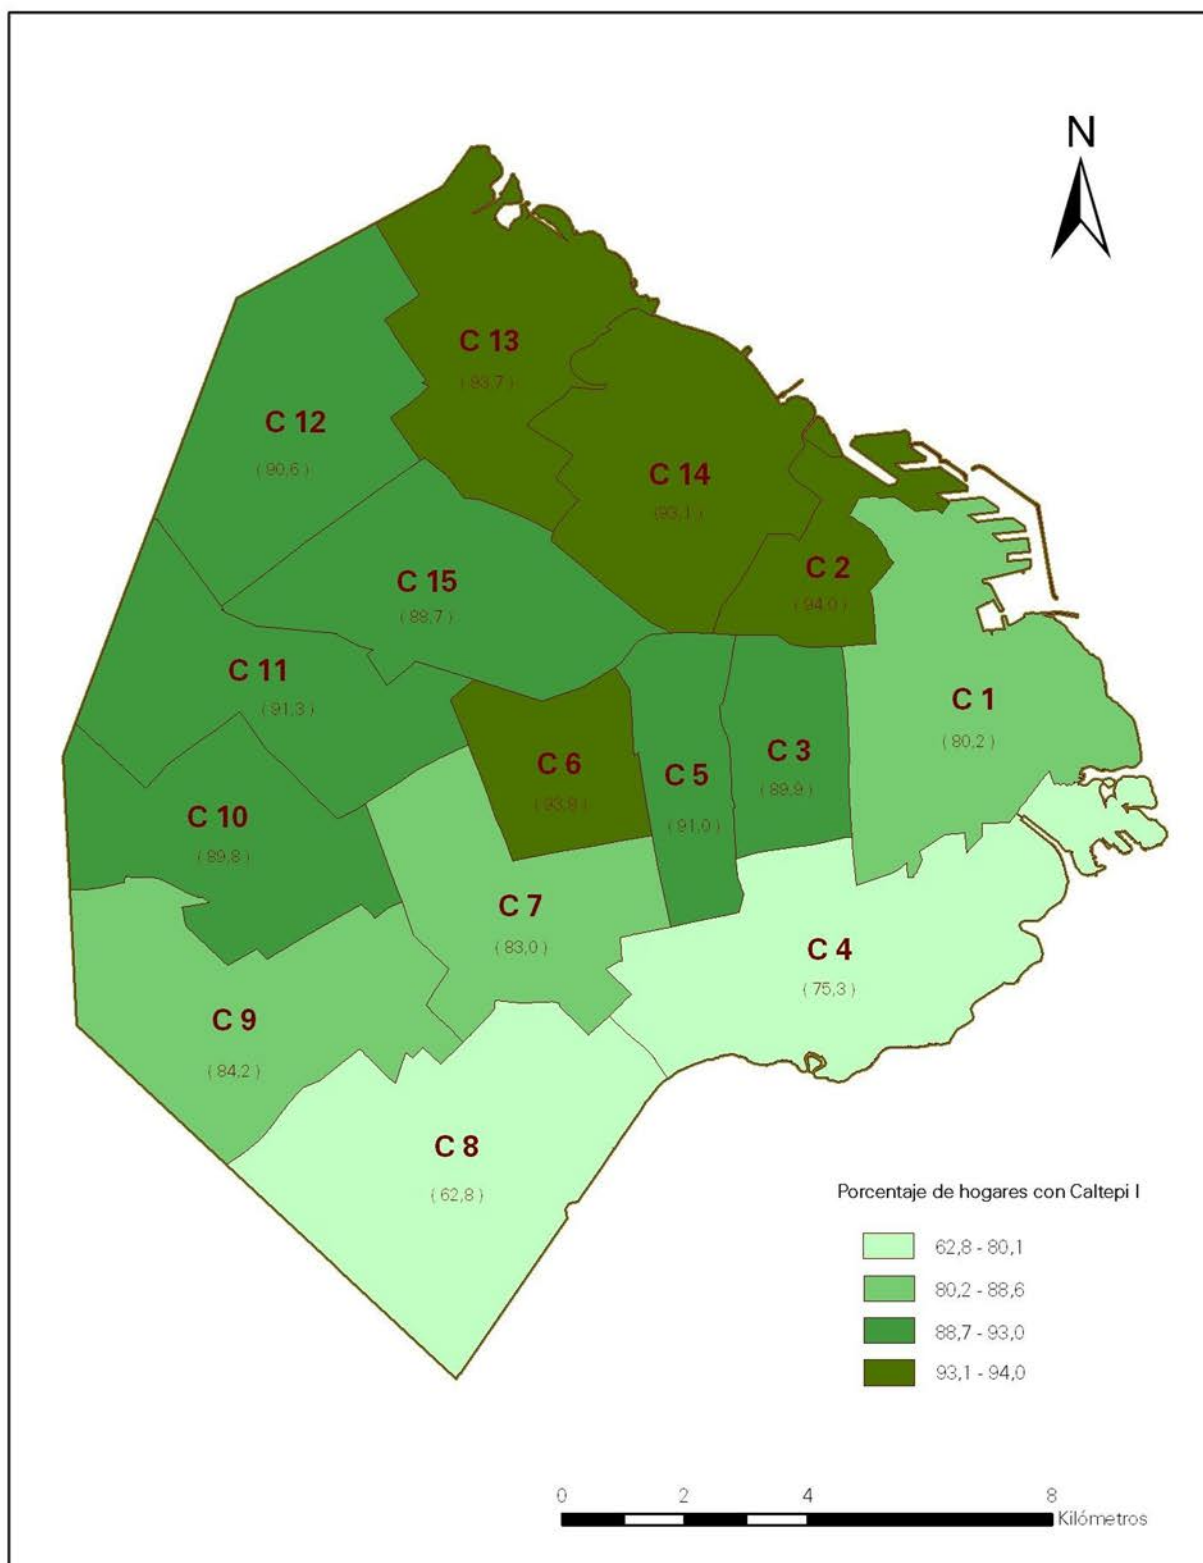 N
C 13
( 93,7 )
C 12
( 90,6 )
C 14
(93,1 )
C 2
( 94,0 )
C 15
( 88,7 )
C 11
( 91,3 )
C 1
( 80,2 )
C 6
( 93,8 )
C 5
( 91,0 )
C 3
( 89,9 )
C 10
( 89,8 )
C 7
( 83,0 )
C 4
( 75,3 )
C 9
( 84,2 )
C 8
( 62,8 )
Porcentaje de hogares con Caltepi I
62,8 - 80,1
80,2 - 88,6
88,7 - 93,0
93,1 - 94,0
0 2 4 8
Kilómetros